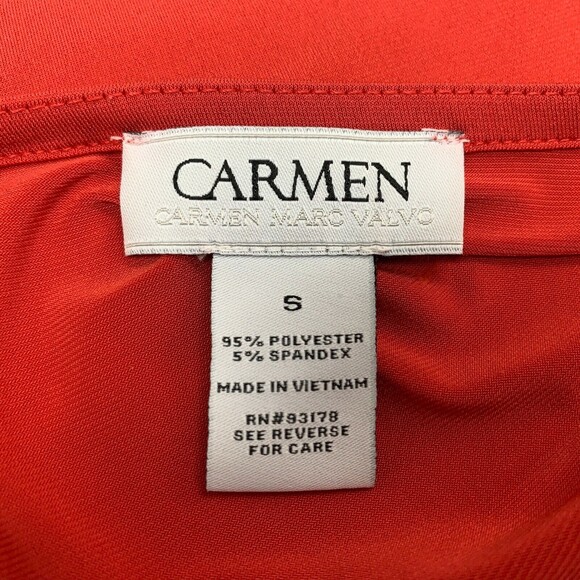 CARMEN
CARMEN MARC VALVO
S
95% POLYESTER
5% SPANDEX
MADE IN VIETNAM
RN#93178
SEE REVERSE
FOR CARE